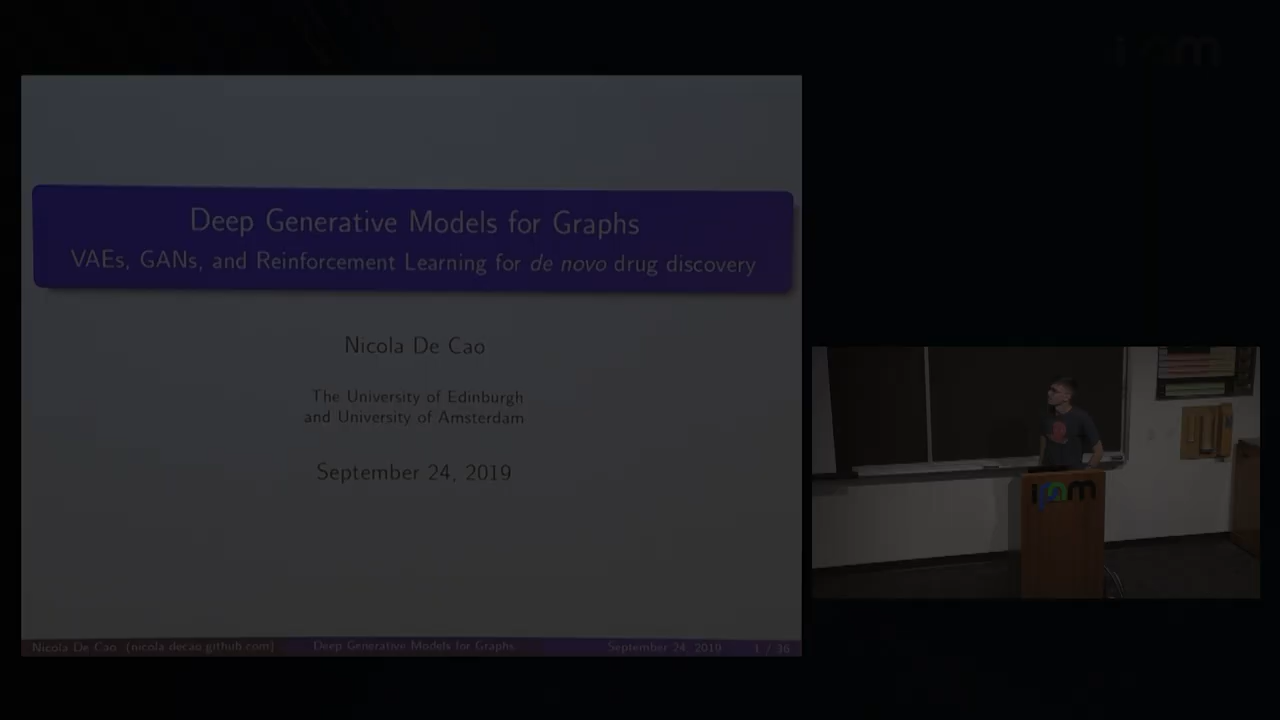 ipam
Deep Generative Models for Graphs
VAEs, GANs, and Reinforcement Learning for de novo drug discovery
Nicola De Cao
The University of Edinburgh
and University of Amsterdam
September 24, 2019
Nicola De Cao (nicola decao.github.com) Deep Generative Models for Graphs September 24, 2019 1 / 36
ipam